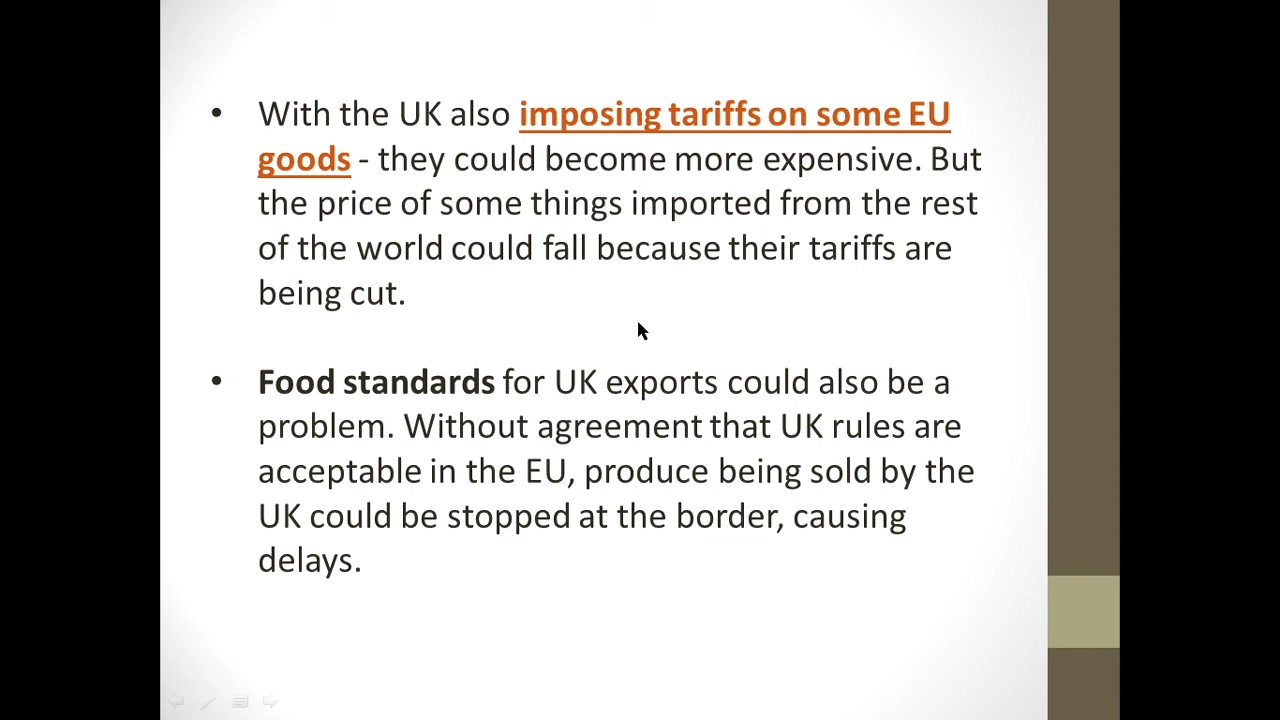 • With the UK also imposing tariffs on some EU
goods - they could become more expensive. But
the price of some things imported from the rest
of the world could fall because their tariffs are
being cut.
• Food standards for UK exports could also be a
problem. Without agreement that UK rules are
acceptable in the EU, produce being sold by the
UK could be stopped at the border, causing
delays.